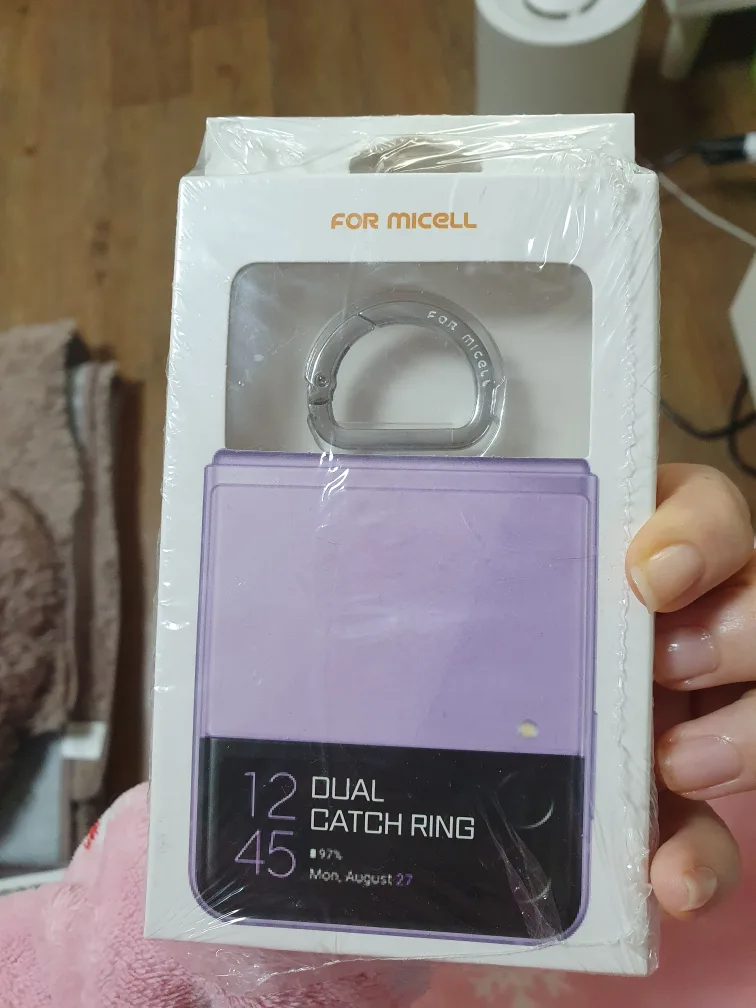 FOR MICELL
FOR MICELL
12
45
DUAL
CATCH RING
97%
Mon, August 27